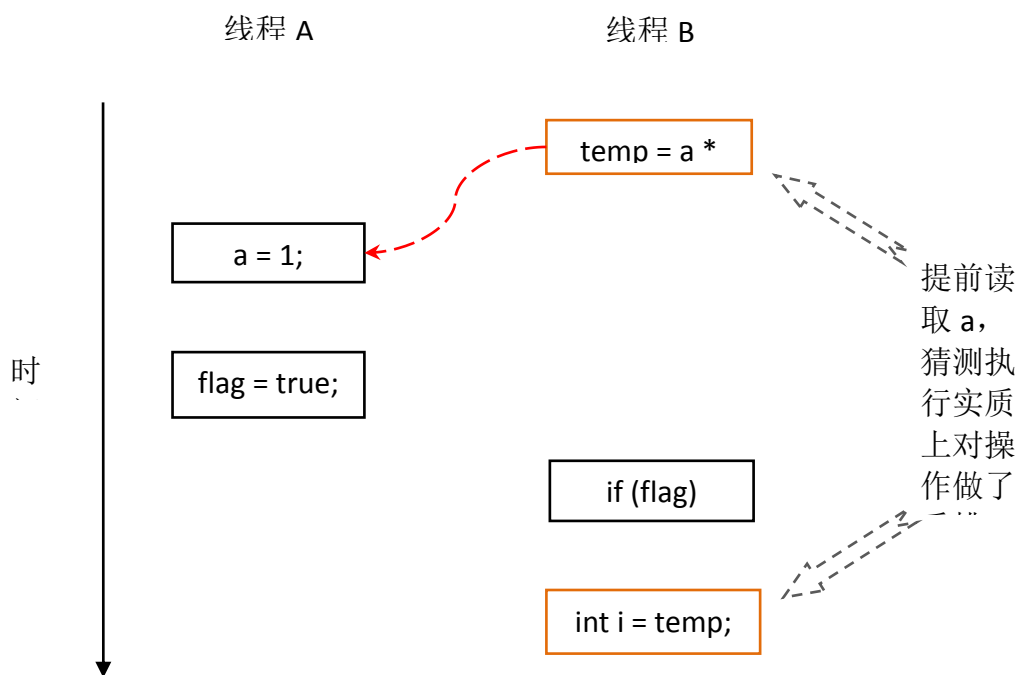 线程 A
线程 B
temp = a *
a = 1;
提前读
取 a，
猜测执
行实质
上对操
作做了
时
flag = true;
if (flag)
int i = temp;